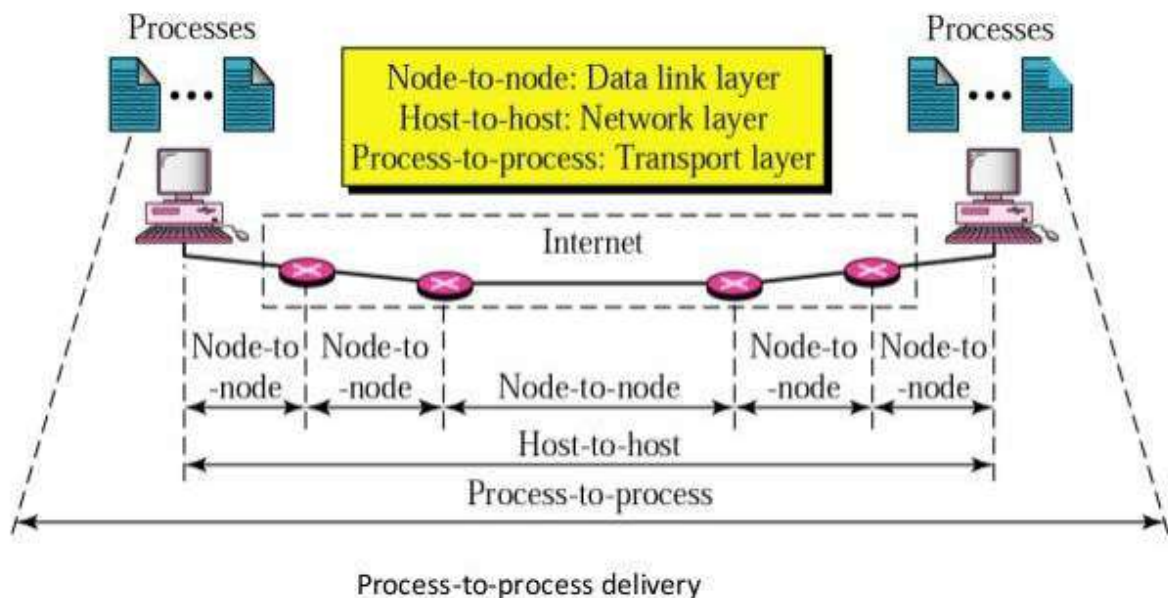 Processes
Processes
Node-to-node: Data link layer
Host-to-host: Network layer
Process-to-process: Transport layer
Internet
Node-to
-node
Node-to
-node
Node-to-node
Node-to
-node
Node-to
-node
Host-to-host
Process-to-process
Process-to-process delivery